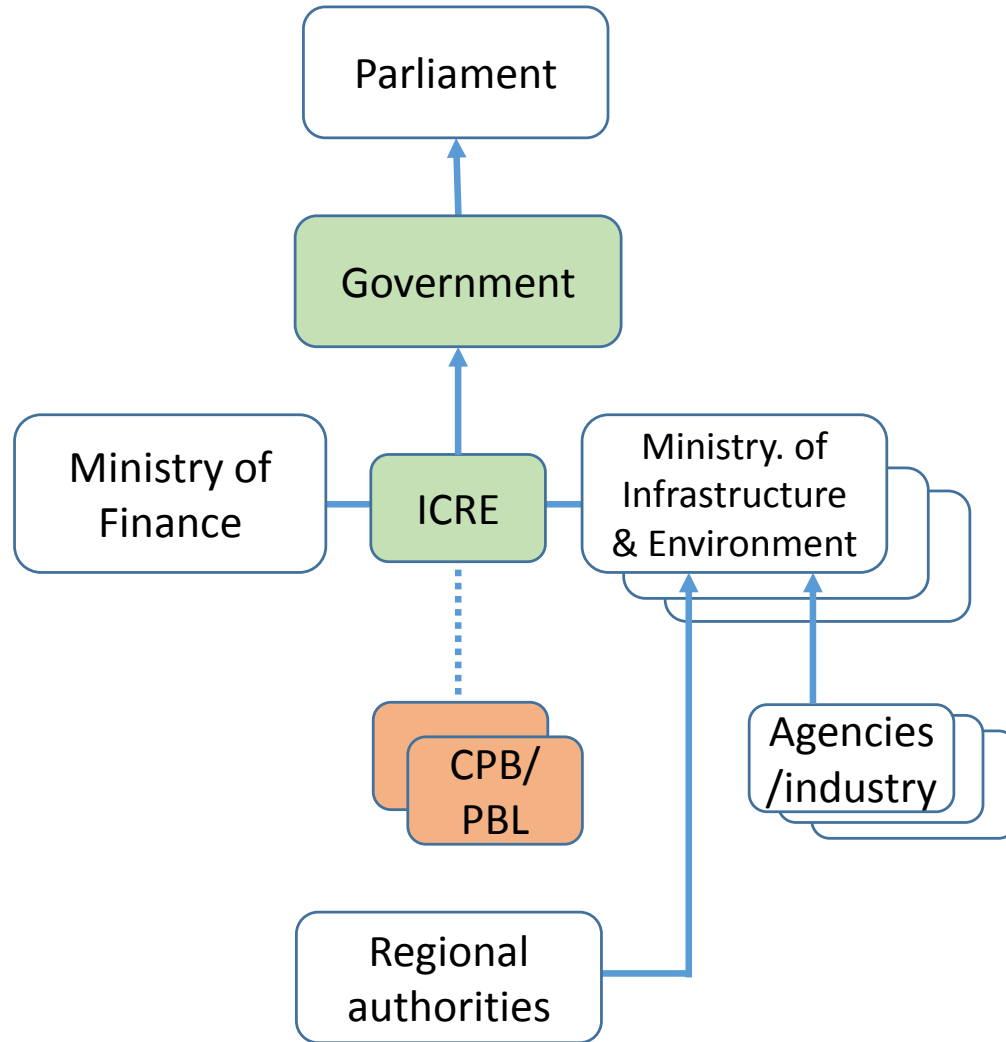 Parliament
Government
Ministry of
Finance
ICRE
Ministry. of
Infrastructure
& Environment
CPB/
PBL
Agencies
/industry
Regional
authorities